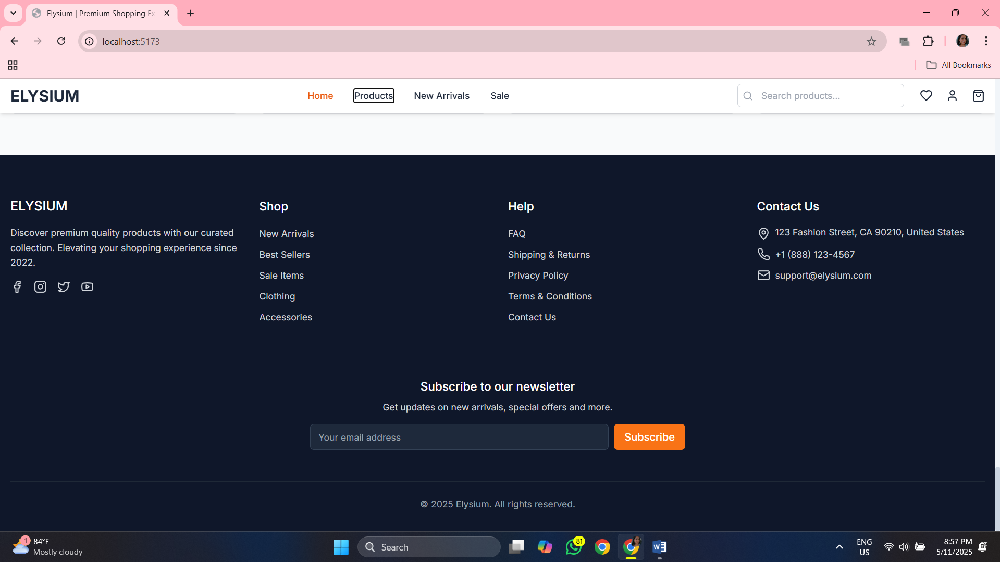 Elysium | Premium Shopping Ex
localhost:5173
All Bookmarks
ELYSIUM
Home
Products
New Arrivals
Sale
Search products...
ELYSIUM
Discover premium quality products with our curated
collection. Elevating your shopping experience since
2022.
Shop
New Arrivals
Best Sellers
Sale Items
Clothing
Accessories
Help
FAQ
Shipping & Returns
Privacy Policy
Terms & Conditions
Contact Us
Contact Us
123 Fashion Street, CA 90210, United States
+1 (888) 123-4567
support@elysium.com
Subscribe to our newsletter
Get updates on new arrivals, special offers and more.
Your email address
Subscribe
© 2025 Elysium. All rights reserved.
1
84°F
Mostly cloudy
Search
81
W
ENG
US
8:57 PM
5/11/2025